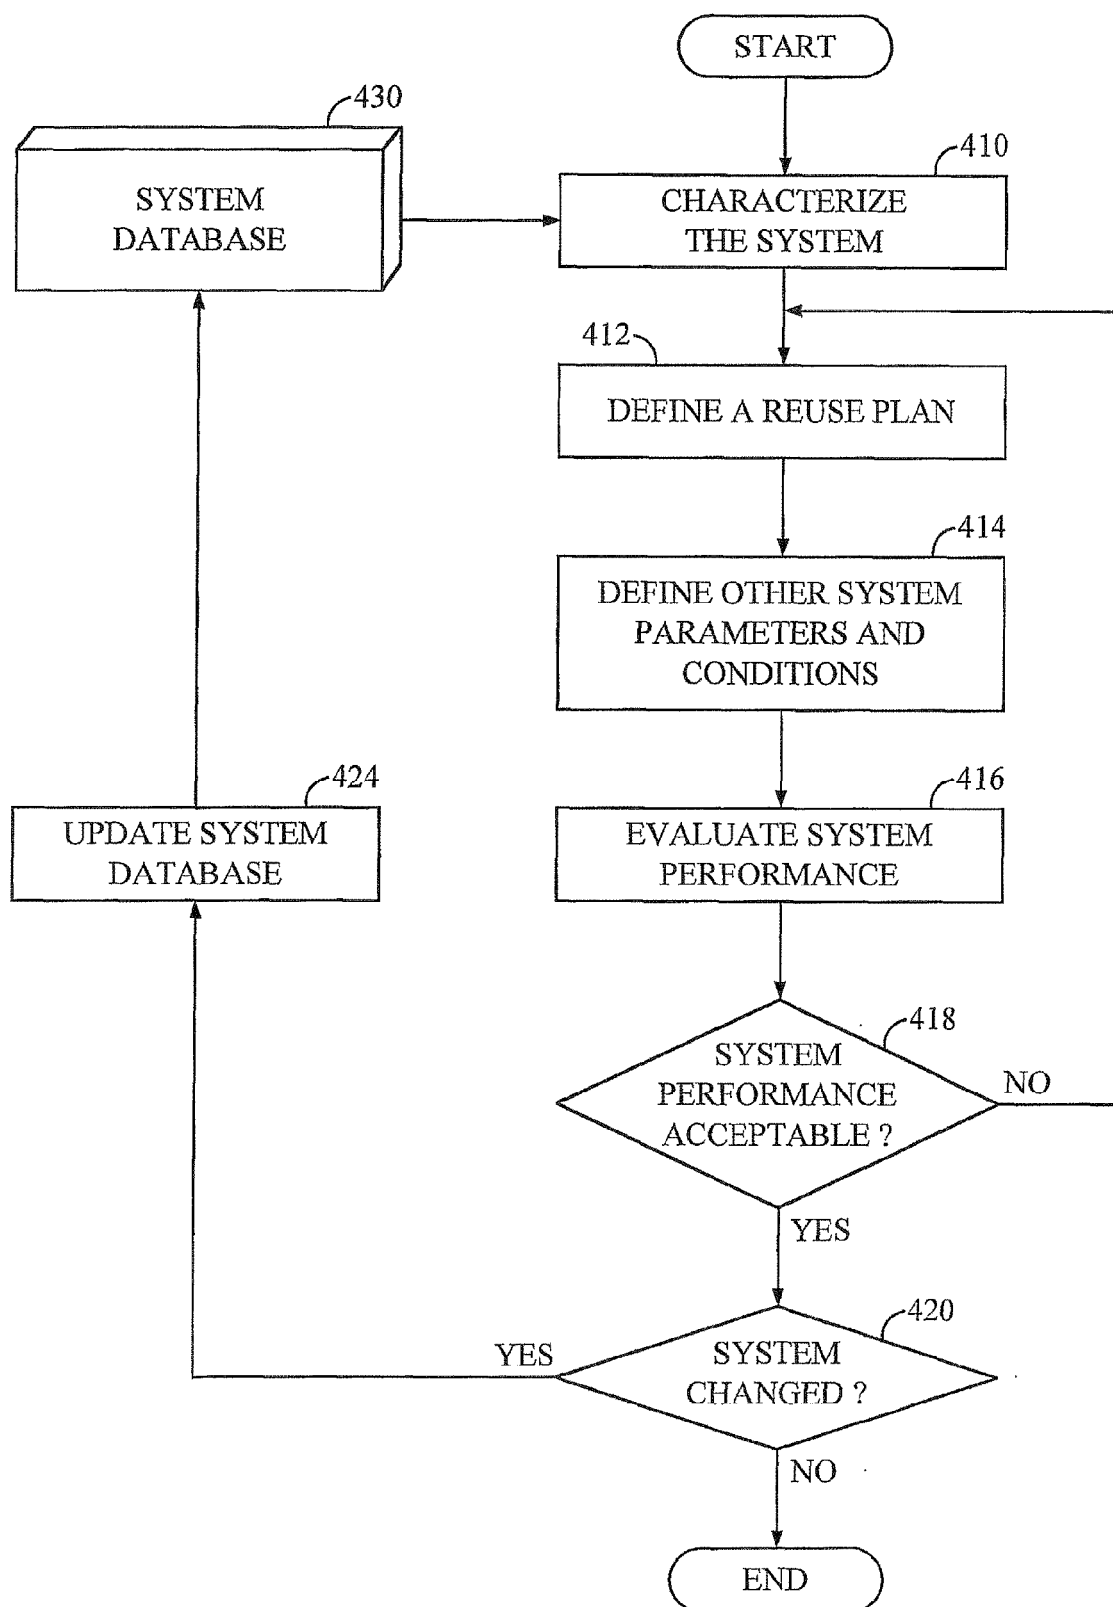 START
430
SYSTEM
DATABASE
410
CHARACTERIZE
THE SYSTEM
412
DEFINE A REUSE PLAN
414
DEFINE OTHER SYSTEM
PARAMETERS AND
CONDITIONS
424
UPDATE SYSTEM
DATABASE
416
EVALUATE SYSTEM
PERFORMANCE
418
SYSTEM
PERFORMANCE
ACCEPTABLE ?
NO
YES
420
SYSTEM
CHANGED ?
YES
NO
END